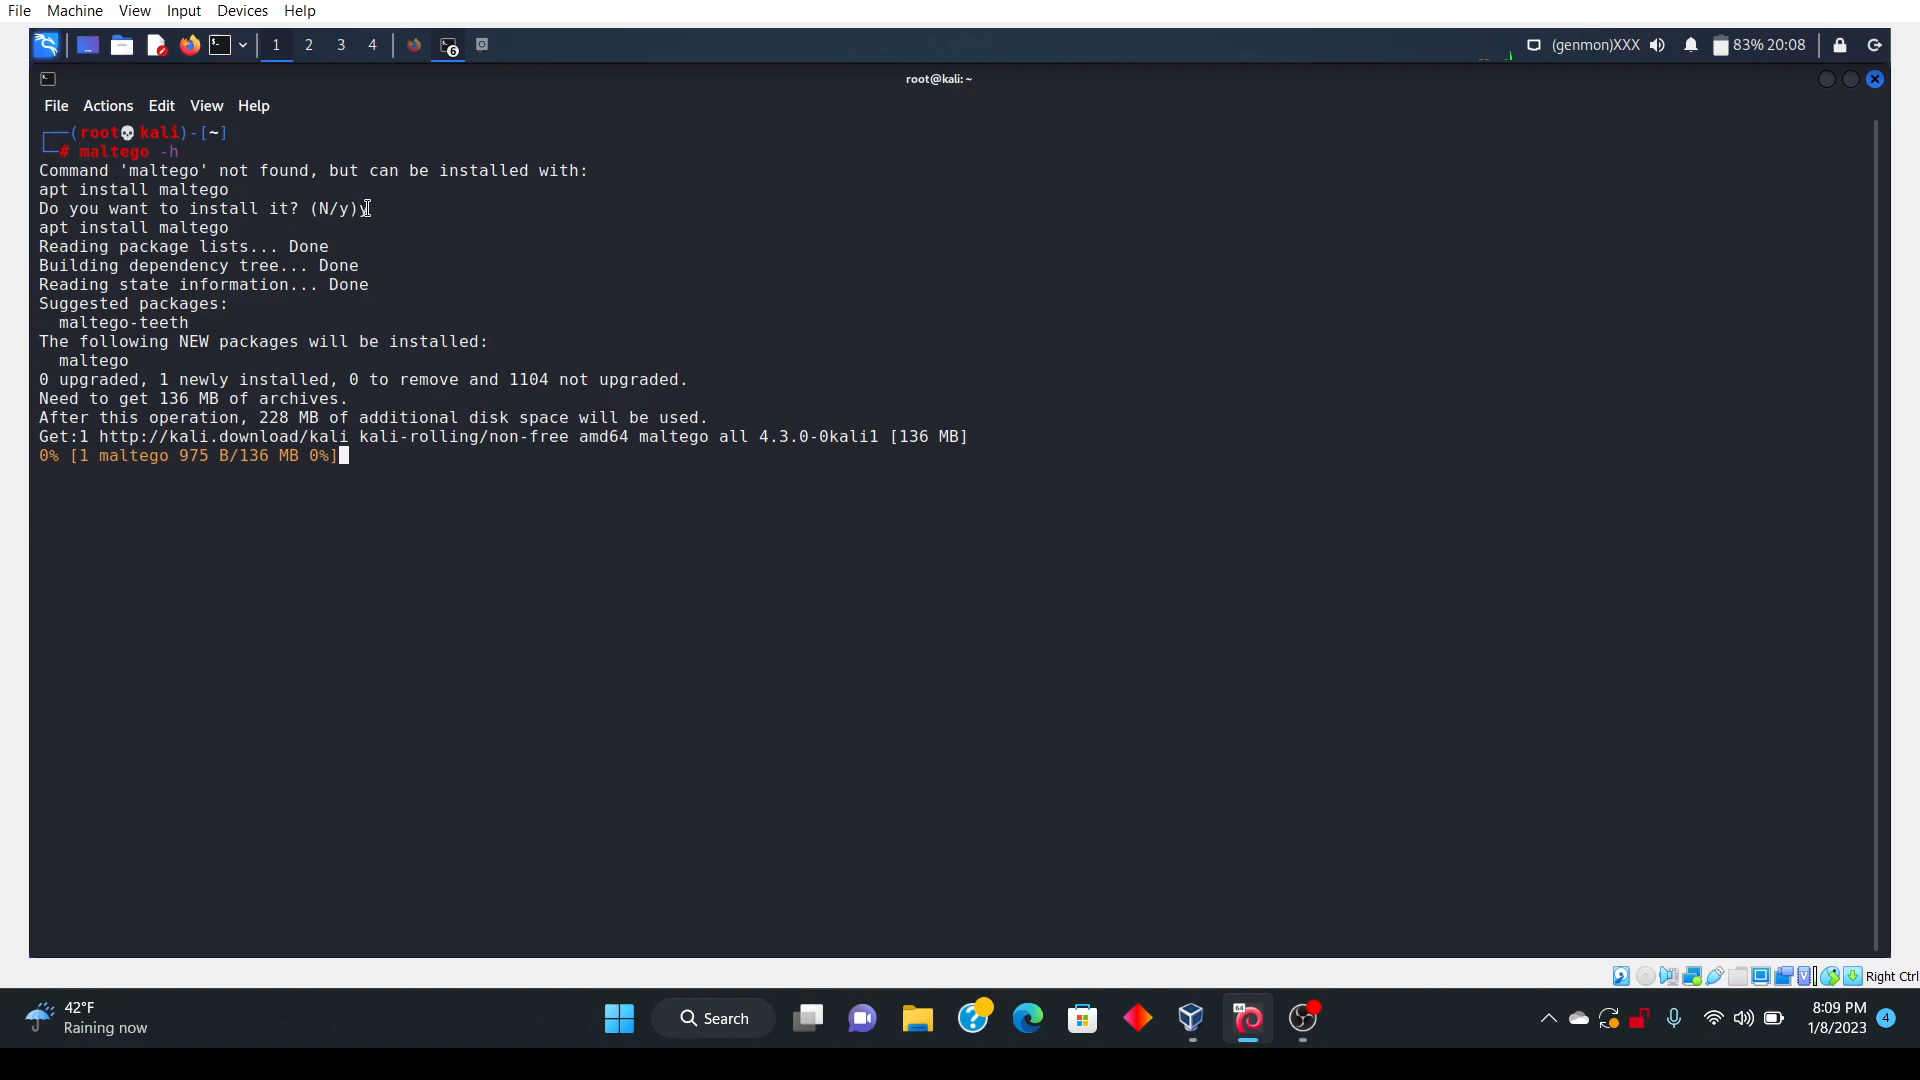 File Machine View Input Devices Help
1 2 3 4 6 (genmon)XXX 83% 20:08
root@kali: ~
File Actions Edit View Help
┌──(root💀kali)-[~]
└─# maltego -h
Command 'maltego' not found, but can be installed with:
apt install maltego
Do you want to install it? (N/y)y
apt install maltego
Reading package lists... Done
Building dependency tree... Done
Reading state information... Done
Suggested packages:
maltego-teeth
The following NEW packages will be installed:
maltego
0 upgraded, 1 newly installed, 0 to remove and 1104 not upgraded.
Need to get 136 MB of archives.
After this operation, 228 MB of additional disk space will be used.
Get:1 http://kali.download/kali kali-rolling/non-free amd64 maltego all 4.3.0-0kali1 [136 MB]
0% [1 maltego 975 B/136 MB 0%]
Right Ctrl
42°F
Raining now
Search
64
8:09 PM
1/8/2023
4